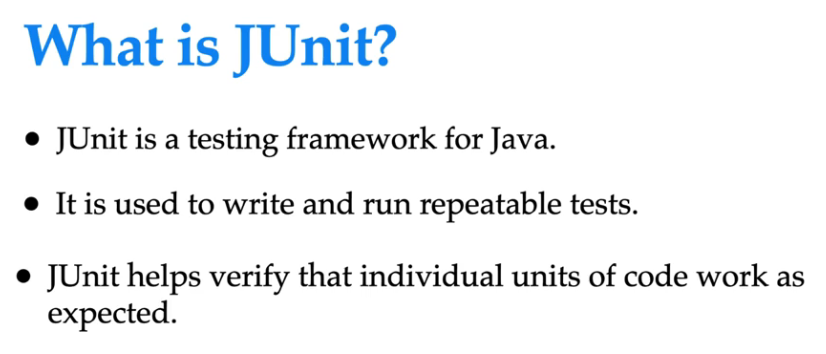 What is JUnit?
• JUnit is a testing framework for Java.
• It is used to write and run repeatable tests.
• JUnit helps verify that individual units of code work as
expected.